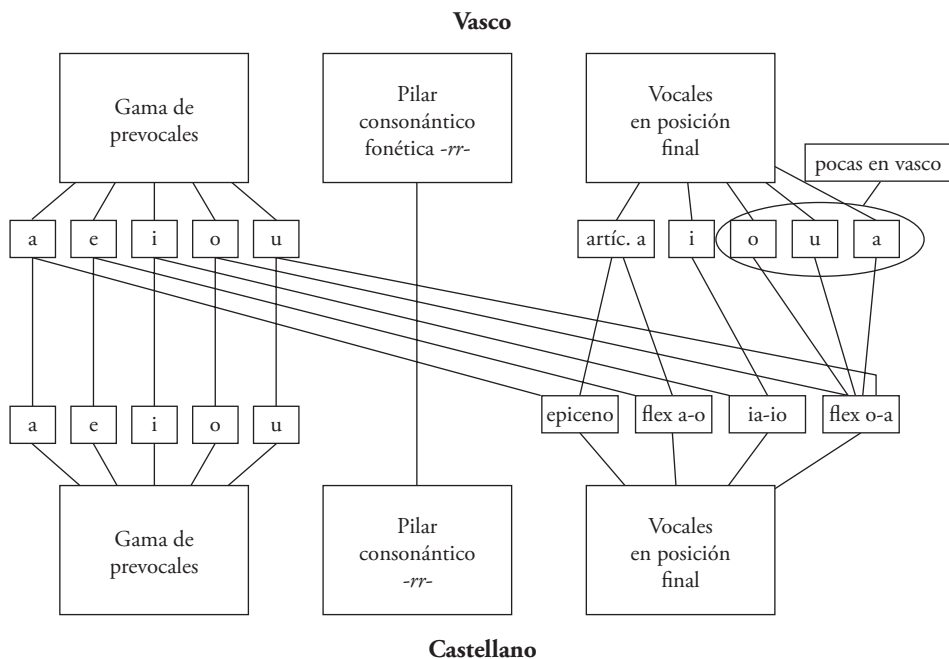 Vasco
Gama de
prevocales
Pilar
consonántico
fonética -rr-
Vocales
en posición
final
pocas en vasco
a e i o u
artíc. a i o u a
a e i o u
epiceno flex a-o ia-io flex o-a
Gama de
prevocales
Pilar
consonántico
-rr-
Vocales
en posición
final
Castellano